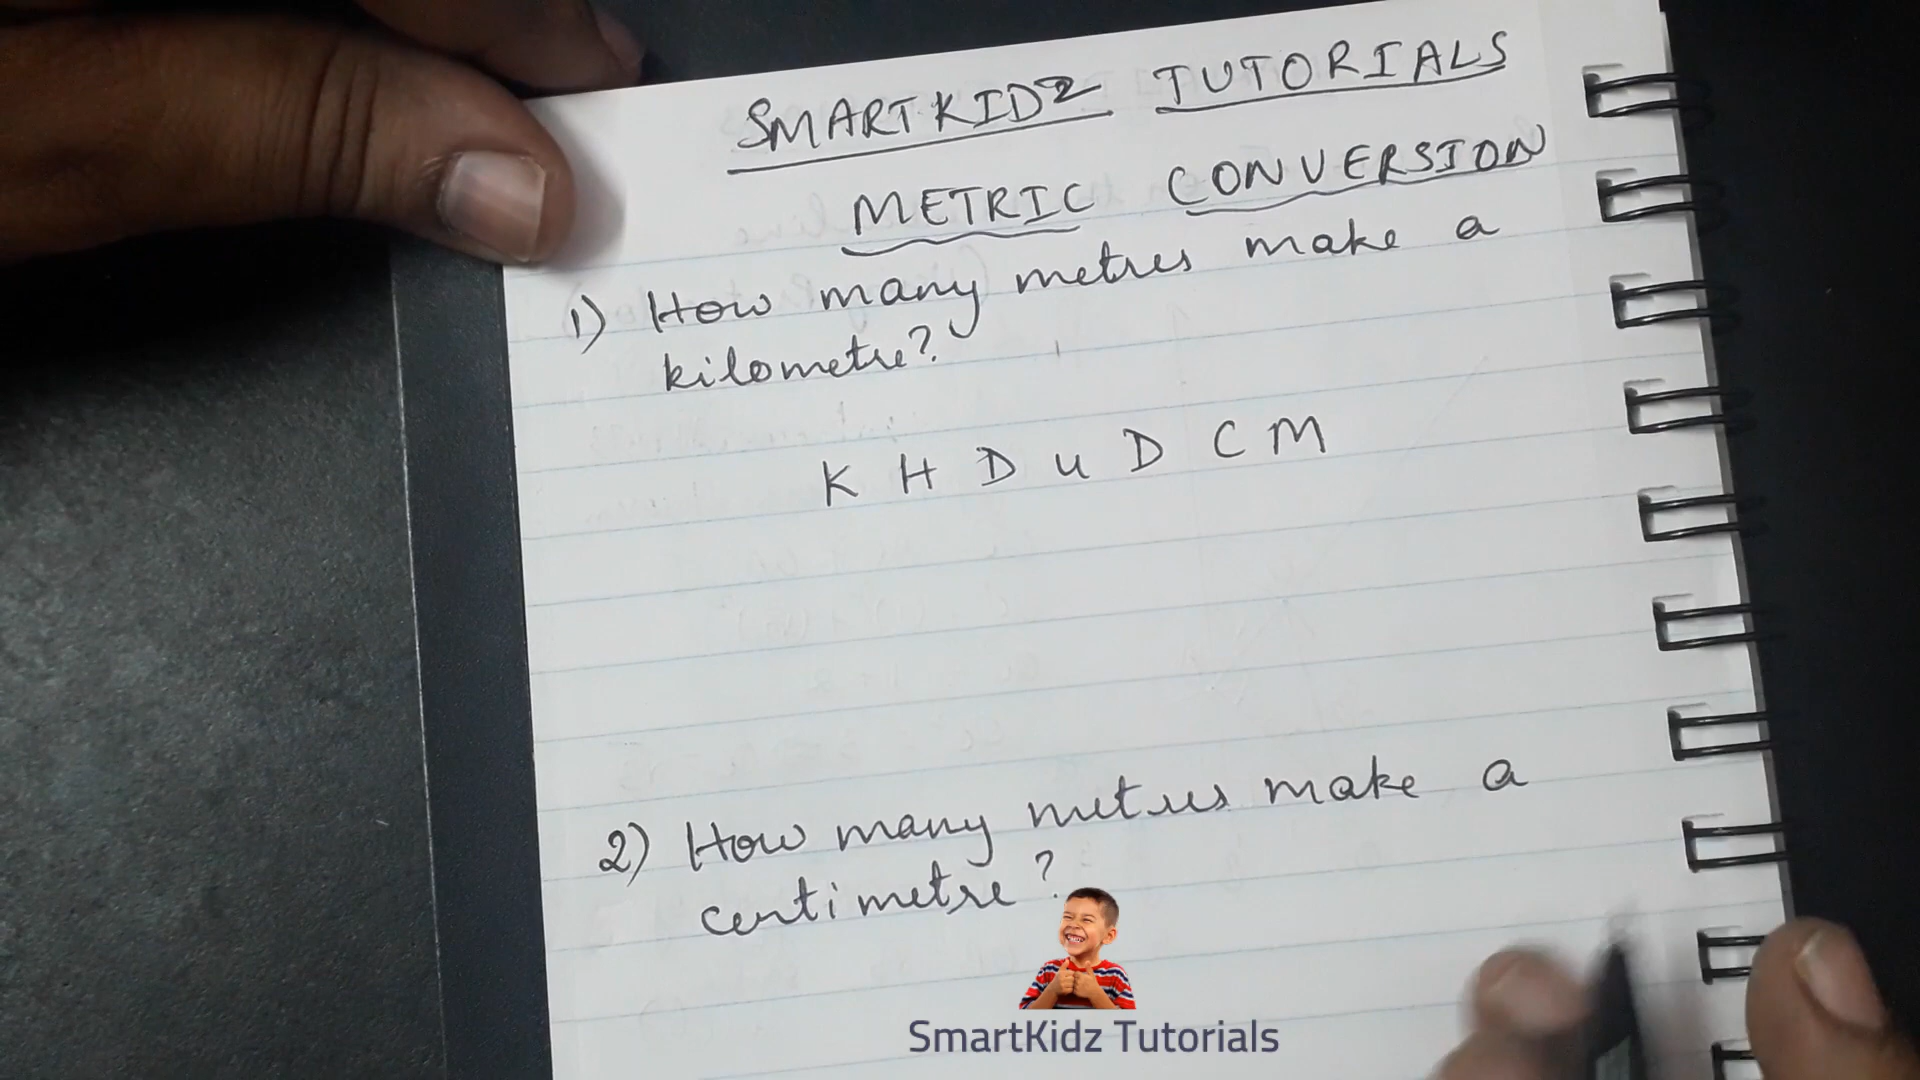 SMARTKIDZ TUTORIALS
METRIC CONVERSION
1) How many metres make a
kilometre?
K H D U D C M
2) How many metres make a
centimetre?
SmartKidz Tutorials